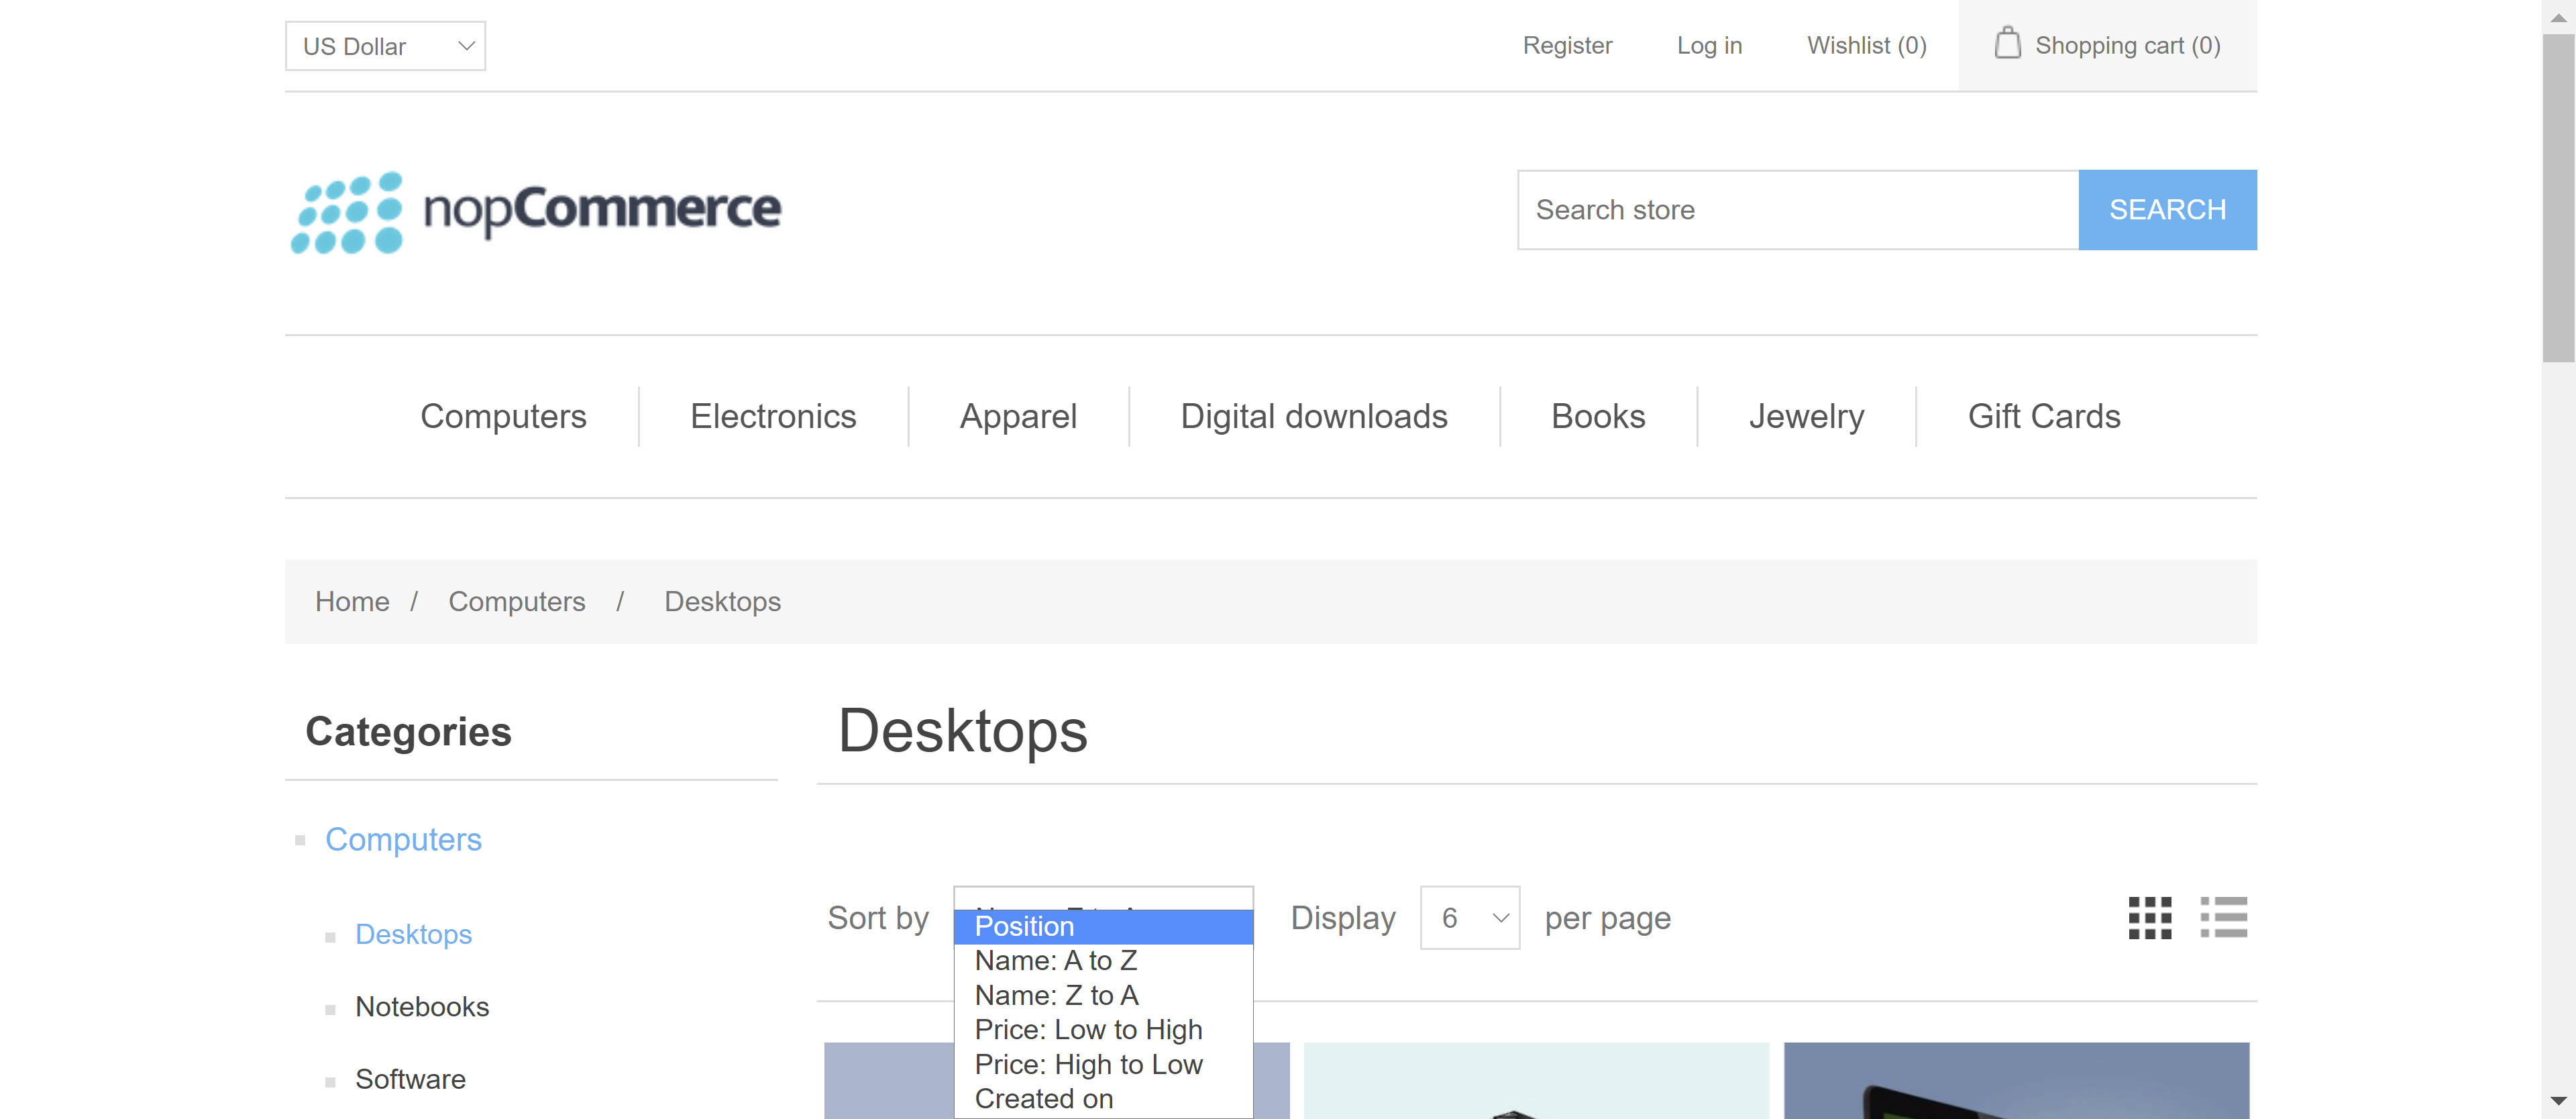 US Dollar
Register
Log in
Wishlist (0)
Shopping cart (0)
nopCommerce
Search store
SEARCH
Computers
Electronics
Apparel
Digital downloads
Books
Jewelry
Gift Cards
Home / Computers / Desktops
Categories
Computers
Desktops
Notebooks
Software
Desktops
Sort by
Position
Name: A to Z
Name: Z to A
Price: Low to High
Price: High to Low
Created on
Display 6 per page